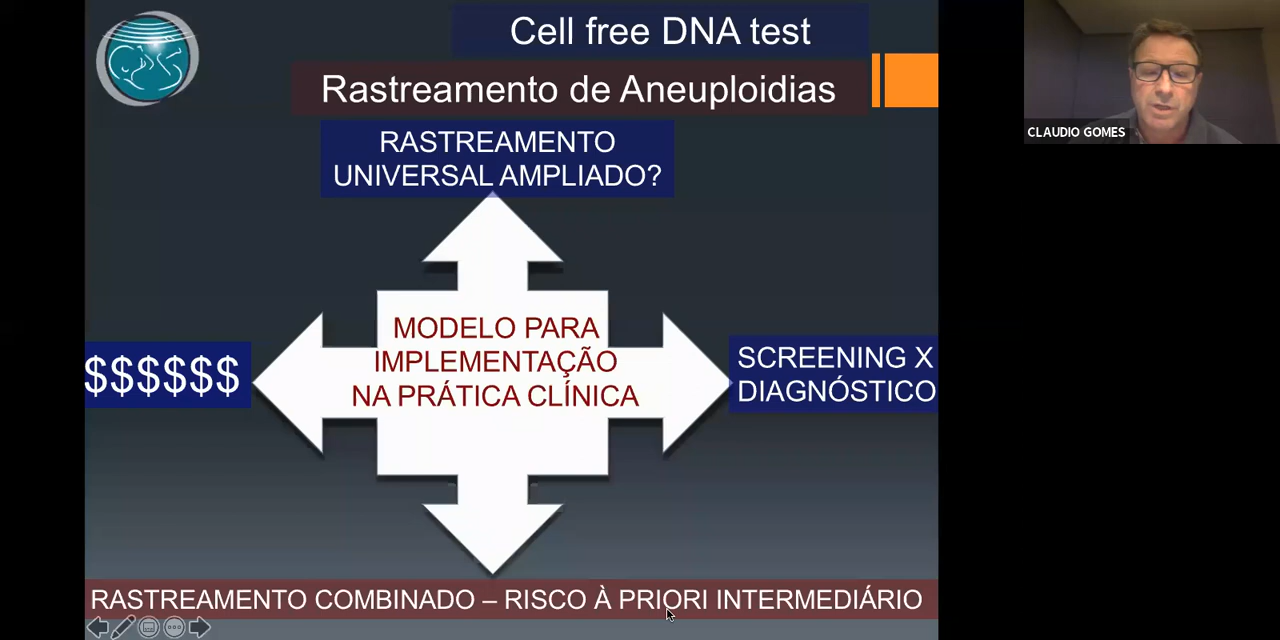 Cell free DNA test
Rastreamento de Aneuploidias
RASTREAMENTO
UNIVERSAL AMPLIADO?
MODELO PARA
IMPLEMENTAÇÃO
NA PRÁTICA CLÍNICA
$$$$$$
SCREENING X
DIAGNÓSTICO
RASTREAMENTO COMBINADO – RISCO À PRIORI INTERMEDIÁRIO
CLAUDIO GOMES